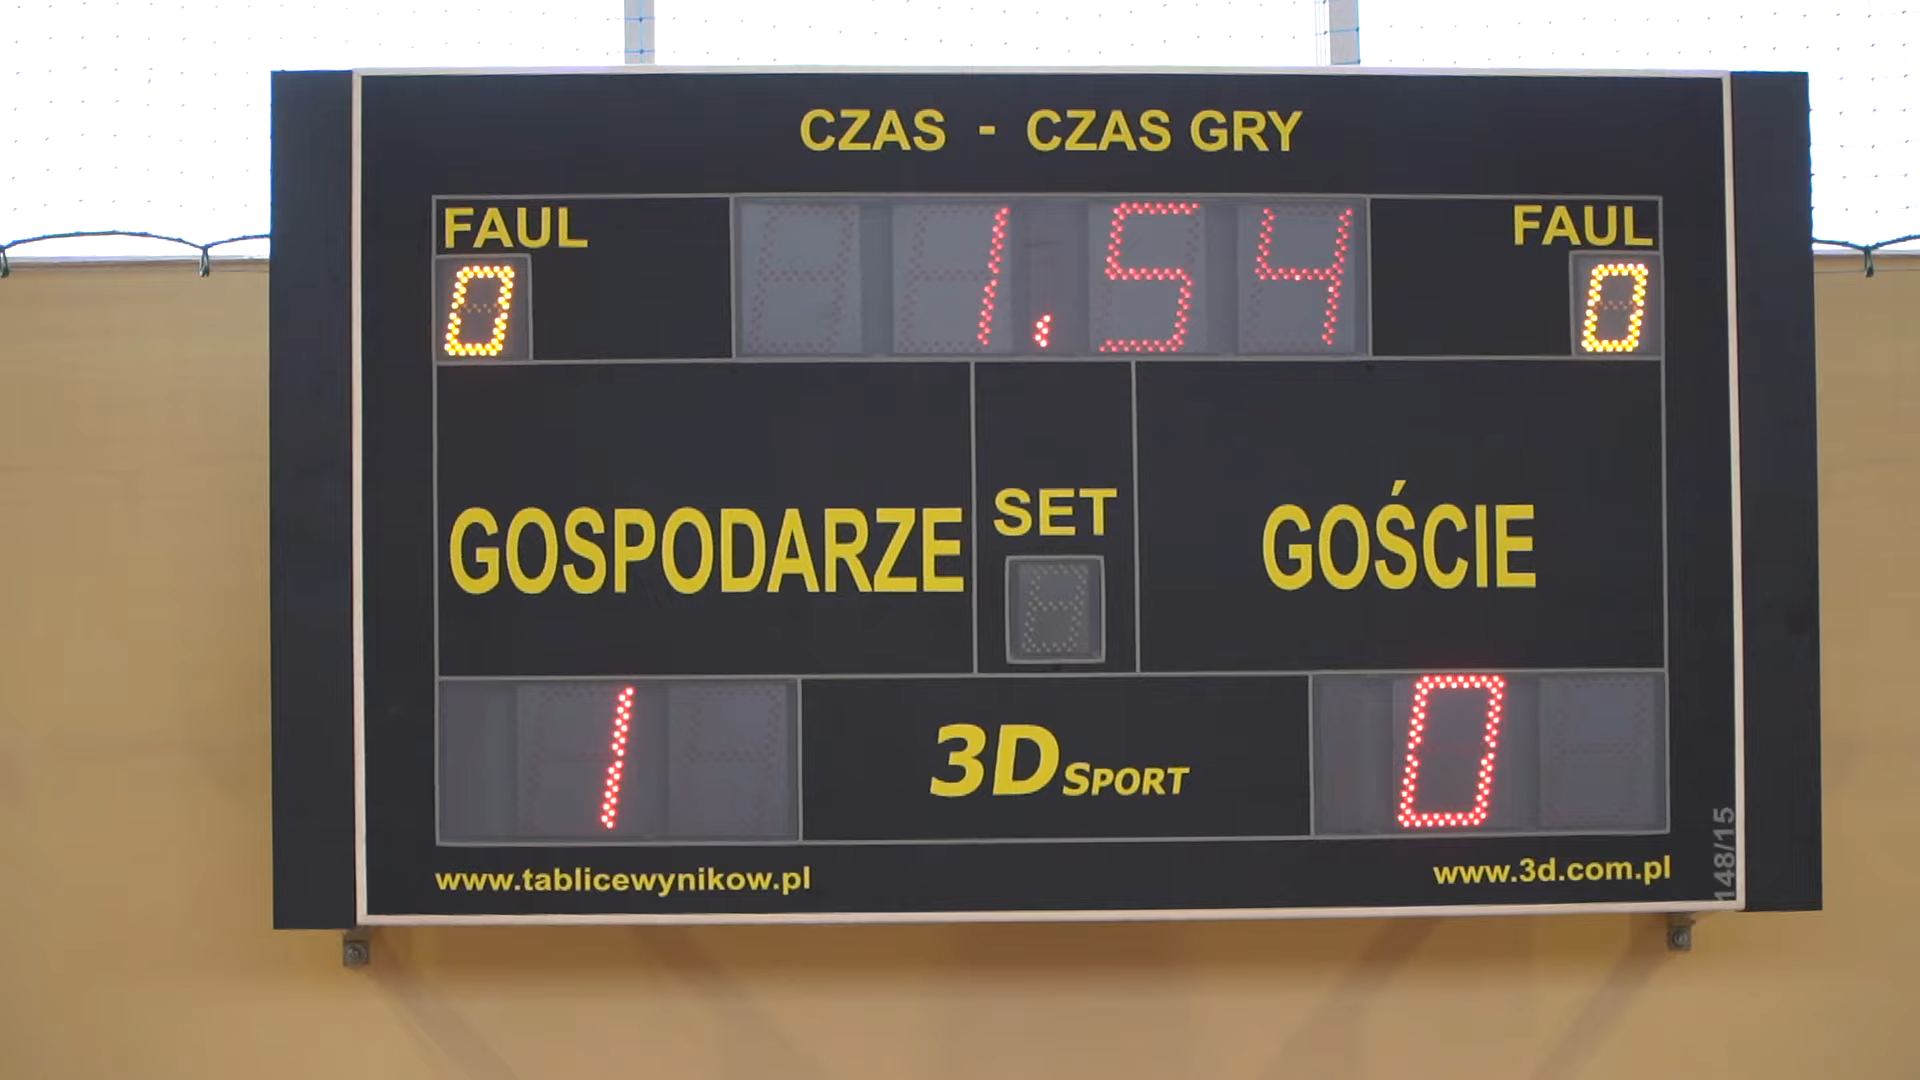 CZAS - CZAS GRY
FAUL
1.54
FAUL
0
0
GOSPODARZE
SET
GOŚCIE
1
3D SPORT
0
www.tablicewynikow.pl
www.3d.com.pl
148/15